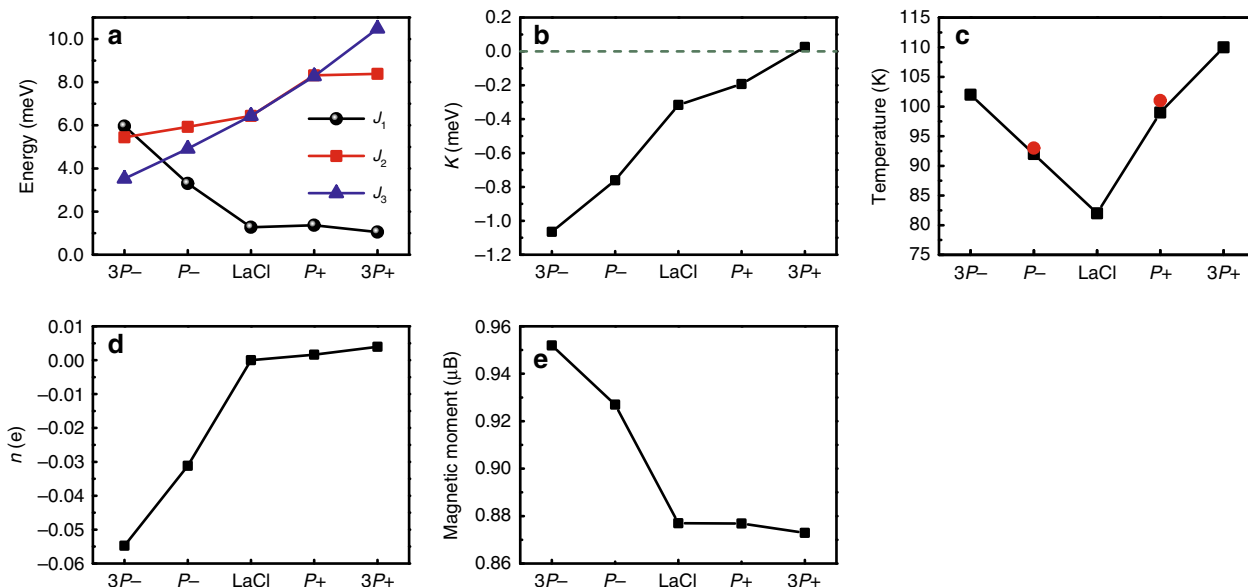 a
Energy (meV)
10.0
8.0
6.0
4.0
2.0
0.0
J1
J2
J3
3P– P– LaCl P+ 3P+
b
K (meV)
0.2
0.0
–0.2
–0.4
–0.6
–0.8
–1.0
–1.2
3P– P– LaCl P+ 3P+
c
Temperature (K)
115
110
105
100
95
90
85
80
75
3P– P– LaCl P+ 3P+
d
n (e)
0.01
0.00
–0.01
–0.02
–0.03
–0.04
–0.05
–0.06
3P– P– LaCl P+ 3P+
e
Magnetic moment (μB)
0.96
0.94
0.92
0.90
0.88
0.86
3P– P– LaCl P+ 3P+